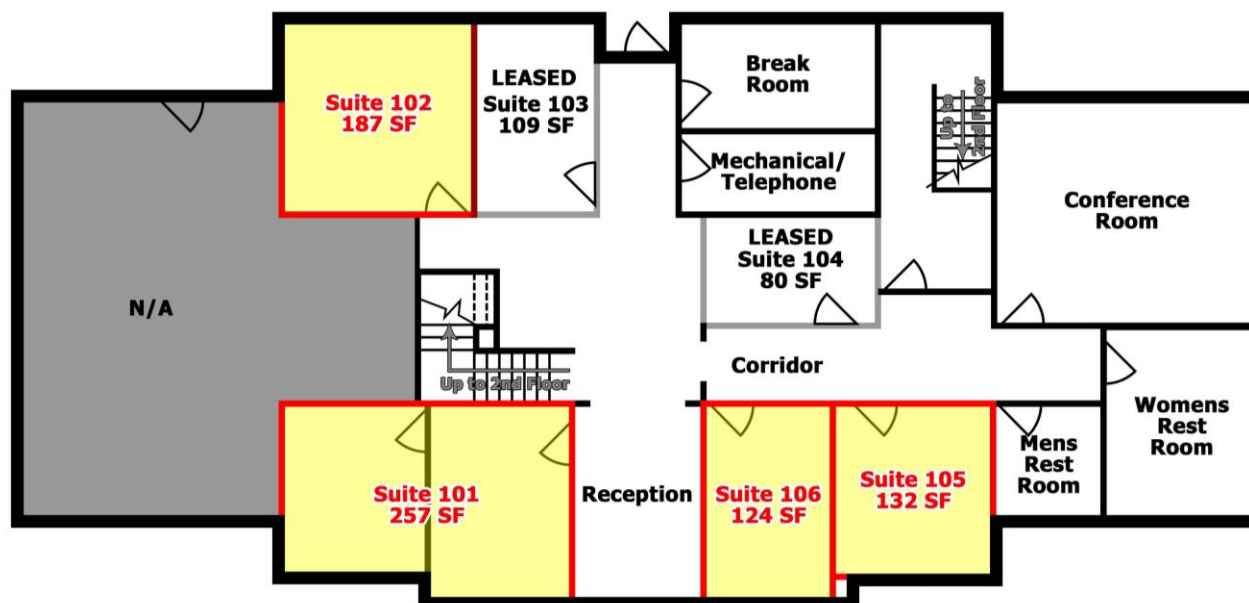 Suite 102
187 SF
LEASED
Suite 103
109 SF
Break
Room
Mechanical/
Telephone
Up to
2nd Floor
Conference
Room
LEASED
Suite 104
80 SF
N/A
Up to 2nd Floor
Corridor
Suite 101
257 SF
Reception
Suite 106
124 SF
Suite 105
132 SF
Mens
Rest
Room
Womens
Rest
Room